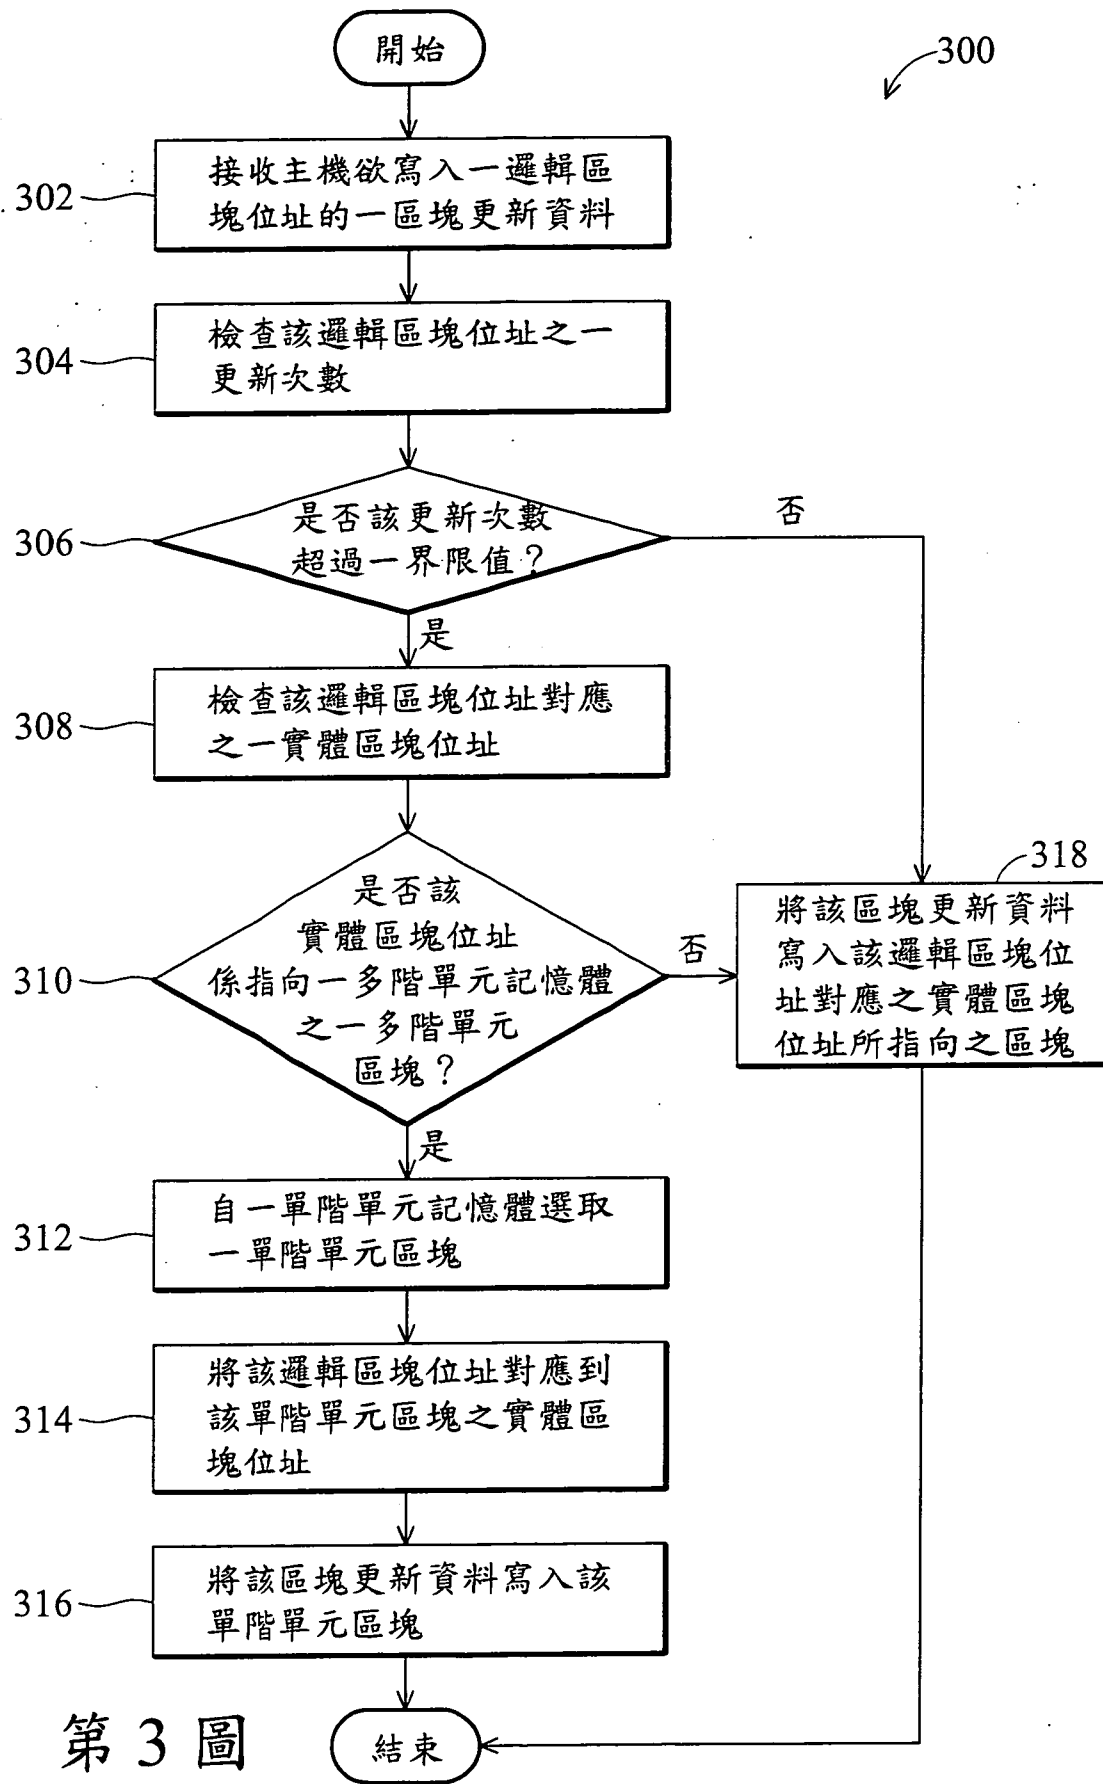 開始
300
302
接收主機欲寫入一邏輯區
塊位址的一區塊更新資料
304
檢查該邏輯區塊位址之一
更新次數
306
是否該更新次數
超過一界限值？
否
是
308
檢查該邏輯區塊位址對應
之一實體區塊位址
310
是否該
實體區塊位址
係指向一多階單元記憶體
之一多階單元
區塊？
否
318
將該區塊更新資料
寫入該邏輯區塊位
址對應之實體區塊
位址所指向之區塊
是
312
自一單階單元記憶體選取
一單階單元區塊
314
將該邏輯區塊位址對應到
該單階單元區塊之實體區
塊位址
316
將該區塊更新資料寫入該
單階單元區塊
結束
第3圖